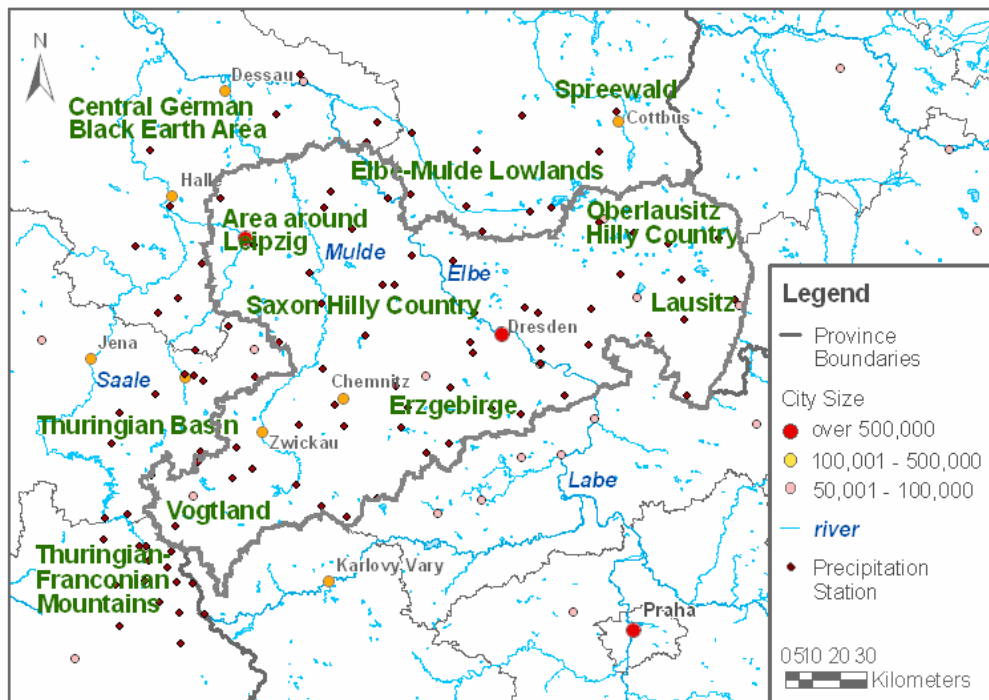 N
Dessau
Spreewald
Central German
Black Earth Area
Cottbus
Elbe-Mulde Lowlands
Halle
Area around
Leipzig
Oberlausitz
Hilly Country
Mulde
Elbe
Saxon Hilly Country
Lausitz
Dresden
Jena
Saale
Chemnitz
Erzgebirge
Thuringian Basin
Zwickau
Labe
Vogtland
Thuringian-
Franconian
Mountains
Karlovy Vary
Praha
Legend
Province
Boundaries
City Size
over 500,000
100,001 - 500,000
50,001 - 100,000
river
Precipitation
Station
0510 20 30
Kilometers